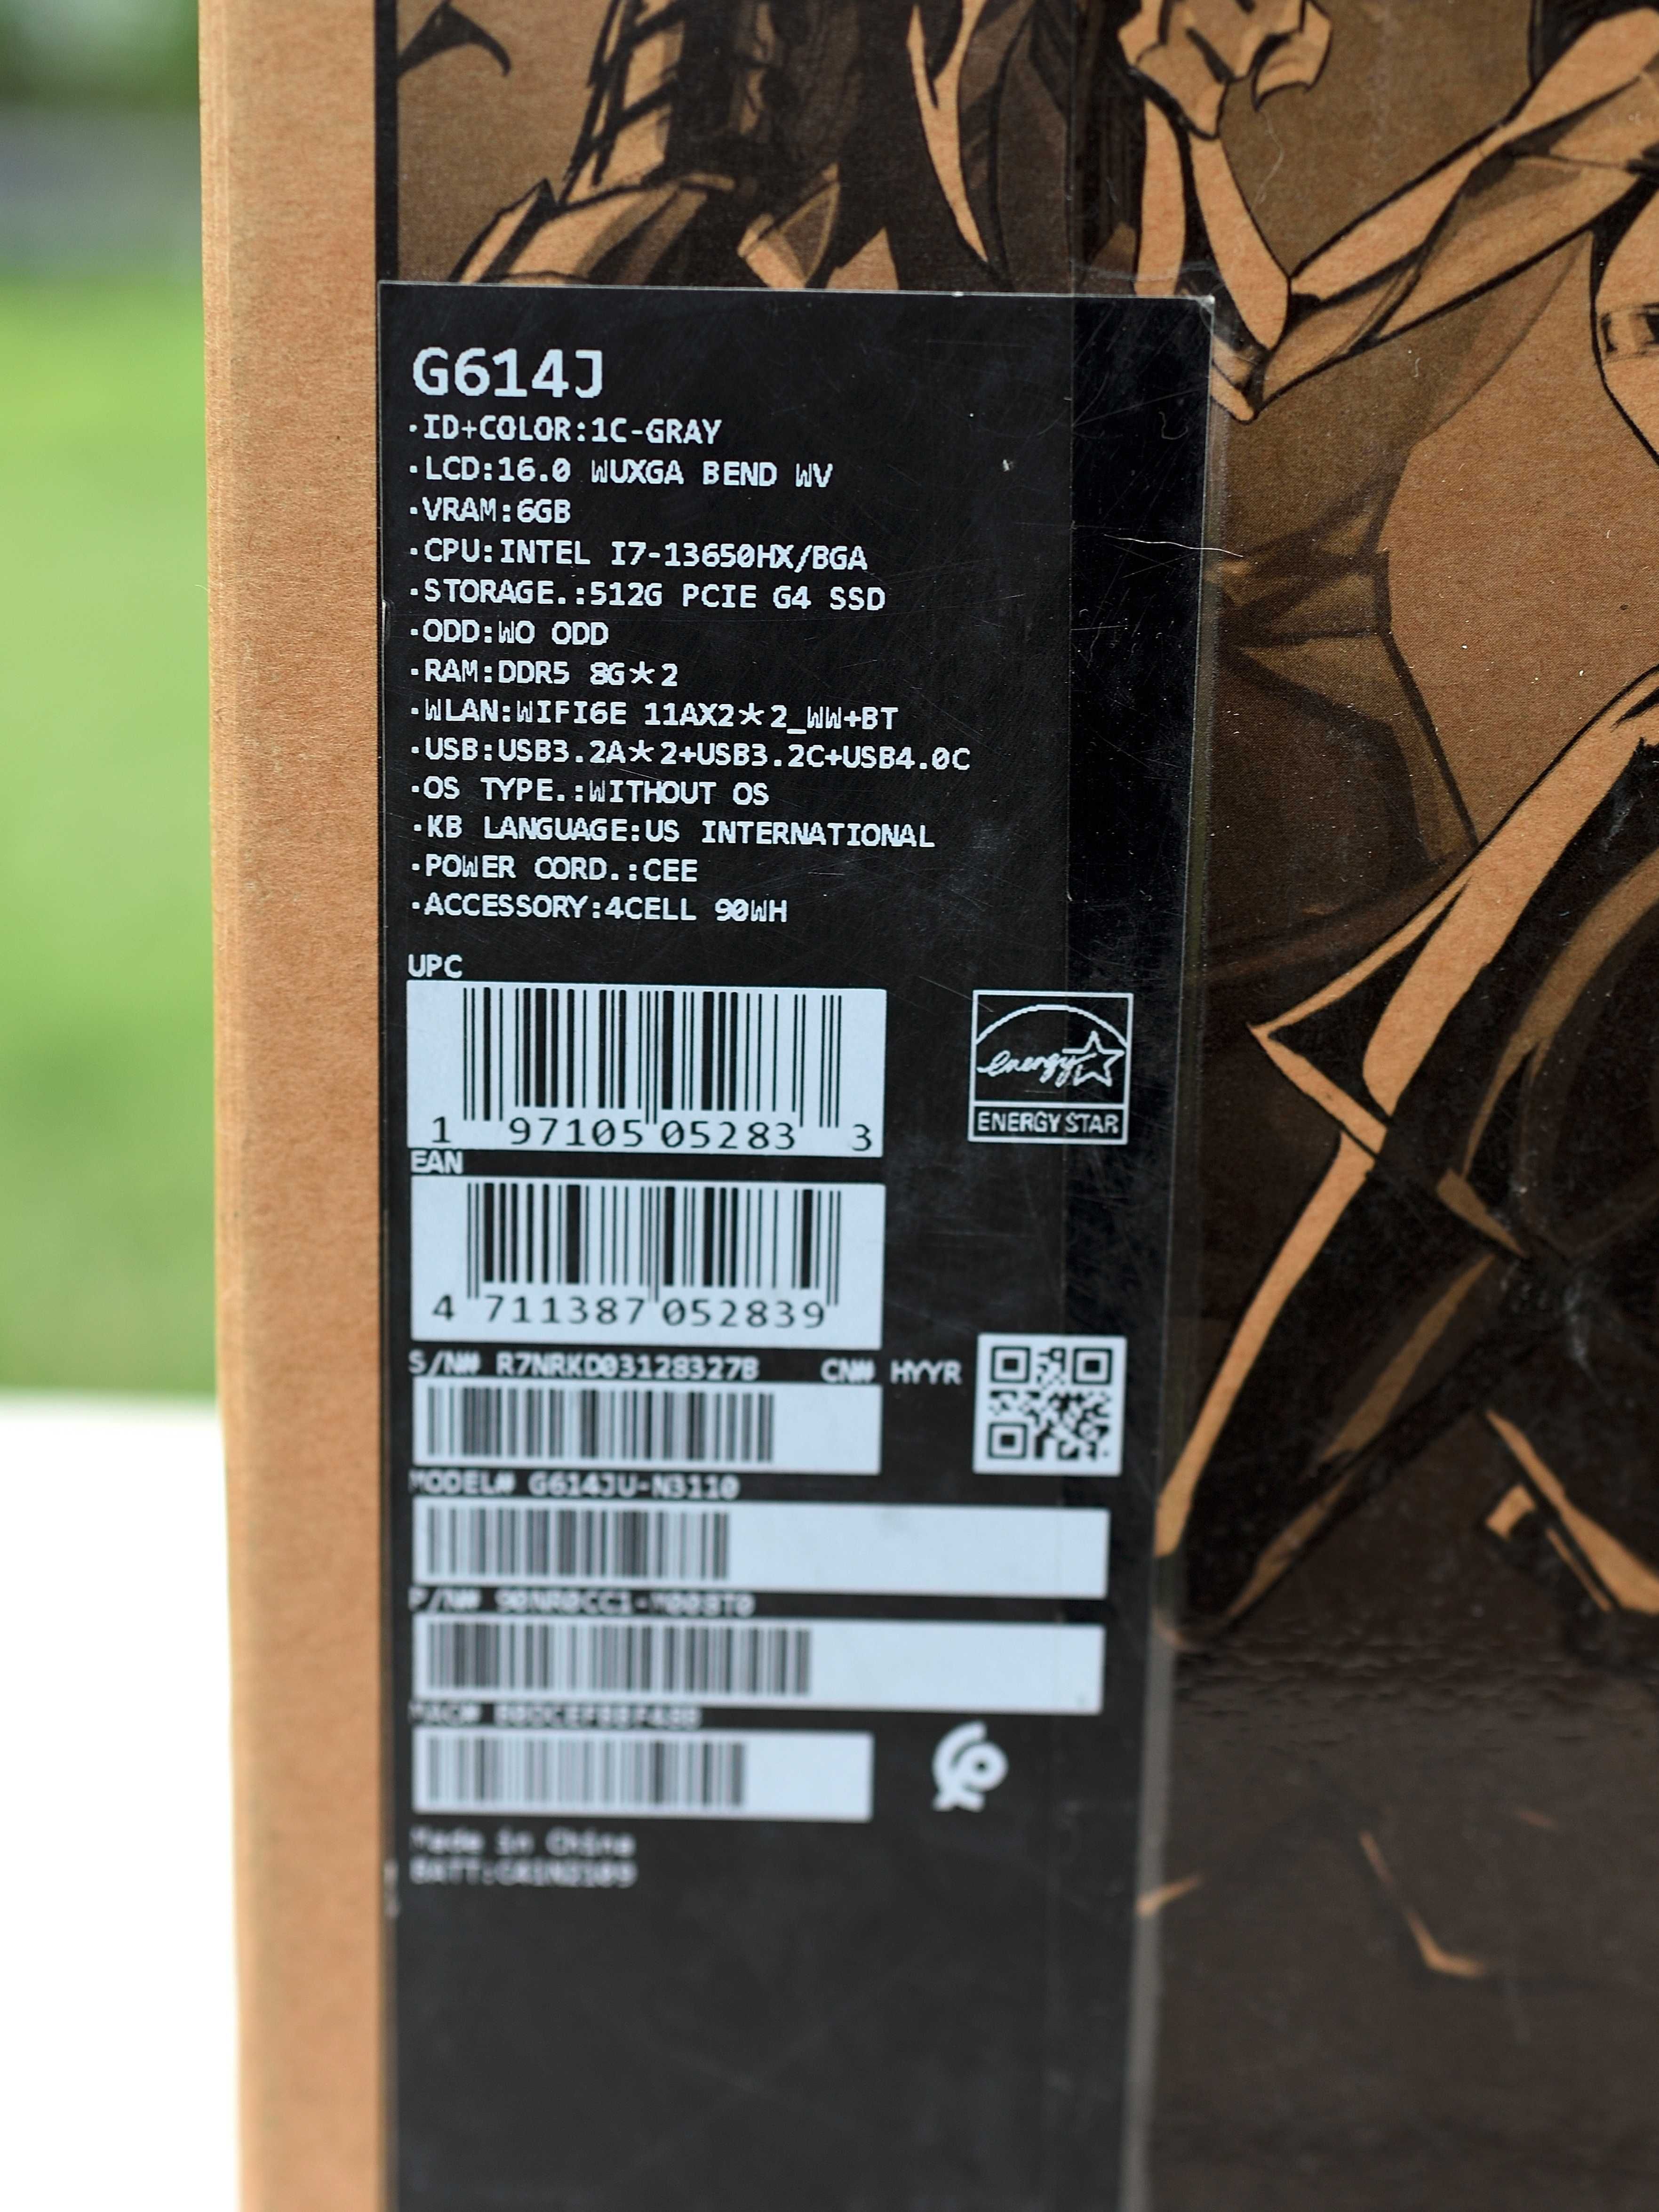 G614J
·ID+COLOR:1C-GRAY
·LCD:16.0 WUXGA BEND WV
·VRAM:6GB
·CPU:INTEL I7-13650HX/BGA
·STORAGE.:512G PCIE G4 SSD
·ODD:WO ODD
·RAM:DDR5 8G*2
·WLAN:WIFI6E 11AX2*2_WW+BT
·USB:USB3.2A*2+USB3.2C+USB4.0C
·OS TYPE.:WITHOUT OS
·KB LANGUAGE:US INTERNATIONAL
·POWER CORD.:CEE
·ACCESSORY:4CELL 90WH
UPC
1 97105 05283 3
energy
ENERGY STAR
EAN
4 711387 052839
S/N# R7NRKD03128327B CN# HYYR
MODEL# G614JU-N3110
P/N# 90NR0CC1-M008T0
MAC#
Made in China